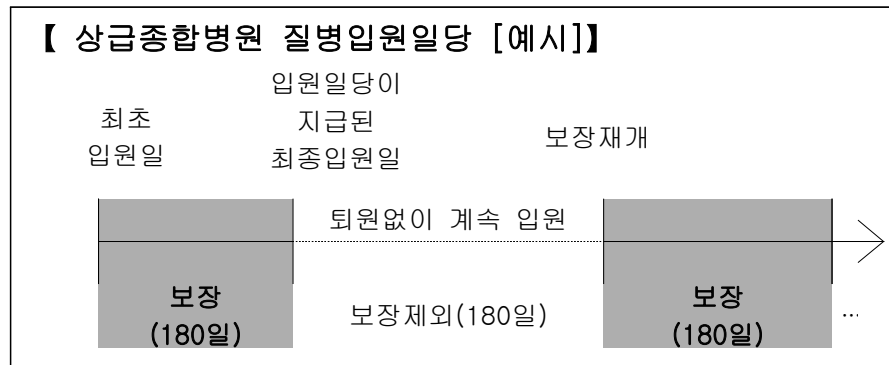 【 상급종합병원 질병입원일당 [예시]】
최초
입원일
입원일당이
지급된
최종입원일
보장재개
퇴원없이 계속 입원
보장
(180일)
보장제외(180일)
보장
(180일)
…